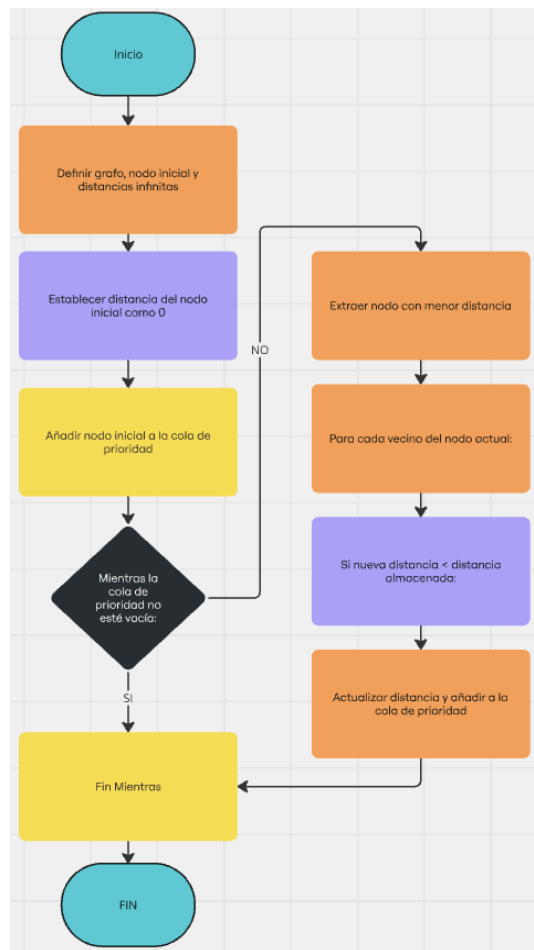 Inicio
Definir grafo, nodo inicial y
distancias infinitas
Establecer distancia del nodo
inicial como 0
Añadir nodo inicial a la cola de
prioridad
Mientras la
cola de
prioridad no
esté vacía:
NO
SI
Extraer nodo con menor distancia
Para cada vecino del nodo actual:
Si nueva distancia < distancia
almacenada:
Actualizar distancia y añadir a la
cola de prioridad
Fin Mientras
FIN